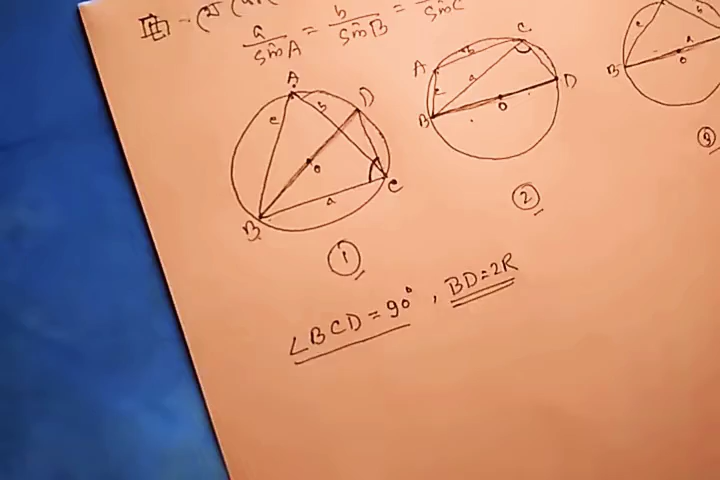 a/sinA = b/sinB = /sinC
A
D
c
b
o
a
B
C
①
C
A
b
D
c
a
B
o
②
b
c
a
B
o
③
∠BCD = 90°, BD = 2R